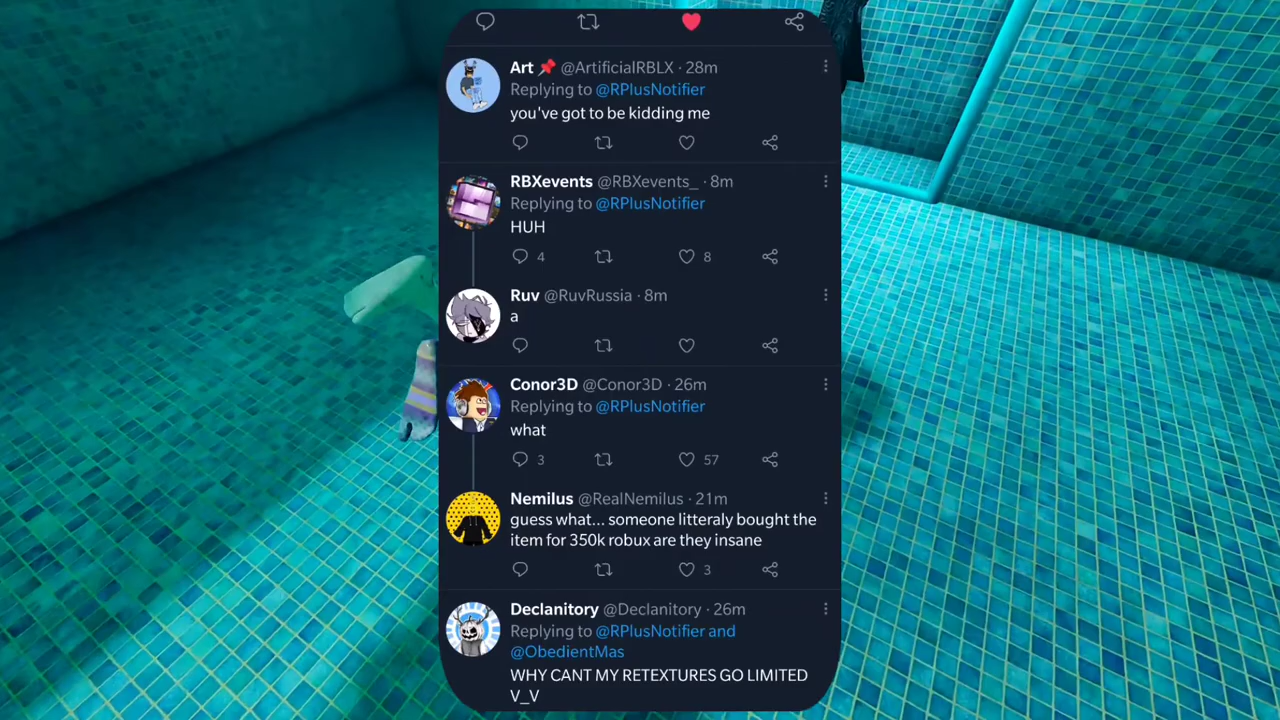 Art 📌 @ArtificialRBLX · 28m
Replying to @RPlusNotifier
you've got to be kidding me
RBXevents @RBXevents_ · 8m
Replying to @RPlusNotifier
HUH
4 8
Ruv @RuvRussia · 8m
a
Conor3D @Conor3D · 26m
Replying to @RPlusNotifier
what
3 57
Nemilus @RealNemilus · 21m
guess what... someone litteraly bought the
item for 350k robux are they insane
3
Declanitory @Declanitory · 26m
Replying to @RPlusNotifier and
@ObedientMas
WHY CANT MY RETEXTURES GO LIMITED
V_V